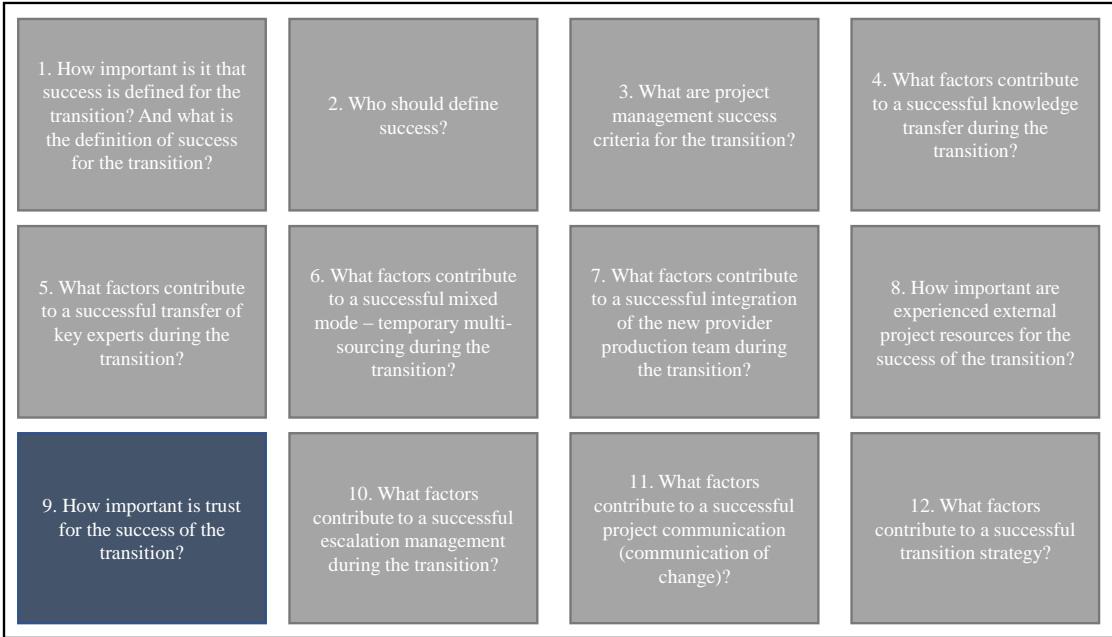 1. How important is it that
success is defined for the
transition? And what is
the definition of success
for the transition?
2. Who should define
success?
3. What are project
management success
criteria for the transition?
4. What factors contribute
to a successful knowledge
transfer during the
transition?
5. What factors contribute
to a successful transfer of
key experts during the
transition?
6. What factors contribute
to a successful mixed
mode – temporary multi-
sourcing during the
transition?
7. What factors contribute
to a successful integration
of the new provider
production team during
the transition?
8. How important are
experienced external
project resources for the
success of the transition?
9. How important is trust
for the success of the
transition?
10. What factors
contribute to a successful
escalation management
during the transition?
11. What factors
contribute to a successful
project communication
(communication of
change)?
12. What factors
contribute to a successful
transition strategy?